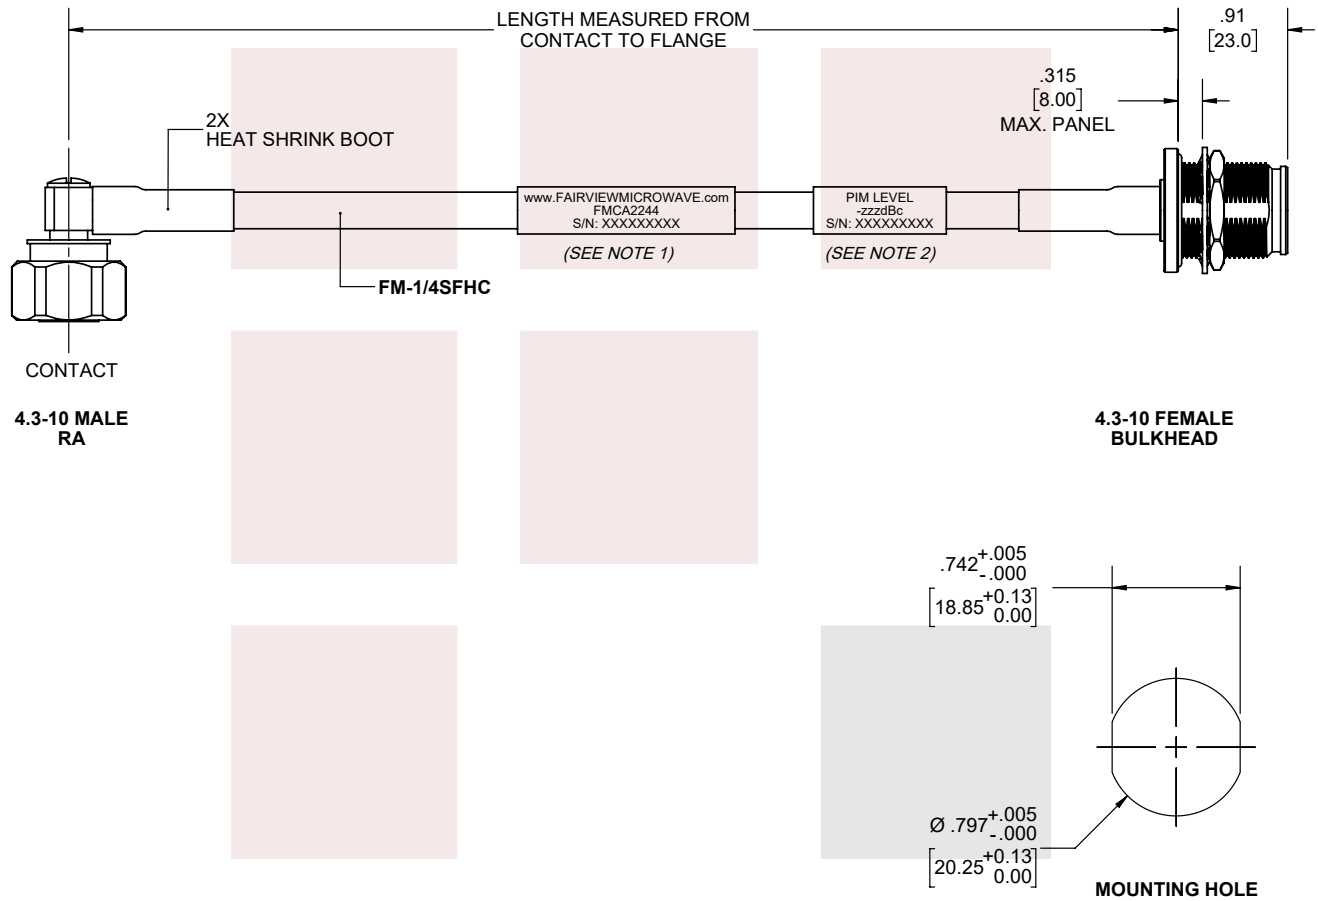 LENGTH MEASURED FROM
CONTACT TO FLANGE
.91
[23.0]
.315
[8.00]
MAX. PANEL
2X
HEAT SHRINK BOOT
www.FAIRVIEWMICROWAVE.com
FMCA2244
S/N: XXXXXXXXX
PIM LEVEL
-zzzdBc
S/N: XXXXXXXXX
(SEE NOTE 1)
(SEE NOTE 2)
FM-1/4SFHC
CONTACT
4.3-10 MALE
RA
4.3-10 FEMALE
BULKHEAD
.742 +.005
-.000
[18.85 +0.13
0.00]
Ø .797 +.005
-.000
[20.25 +0.13
0.00]
MOUNTING HOLE